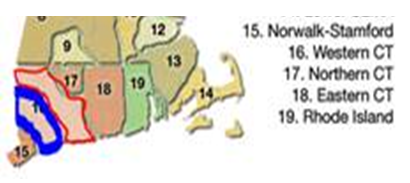 8
12
9
13
17
18
19
14
15
15. Norwalk-Stamford
16. Western CT
17. Northern CT
18. Eastern CT
19. Rhode Island